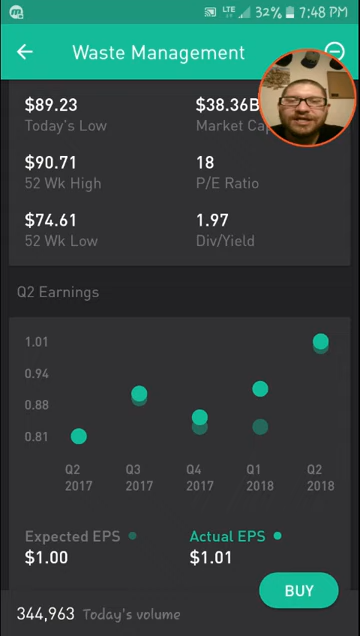 LTE 32% 7:48 PM
Waste Management
$89.23 $38.36B
Today's Low Market Ca
$90.71 18
52 Wk High P/E Ratio
$74.61 1.97
52 Wk Low Div/Yield
Q2 Earnings
1.01
0.94
0.88
0.81
Q2 Q3 Q4 Q1 Q2
2017 2017 2017 2018 2018
Expected EPS Actual EPS
$1.00 $1.01
BUY
344,963 Today's volume